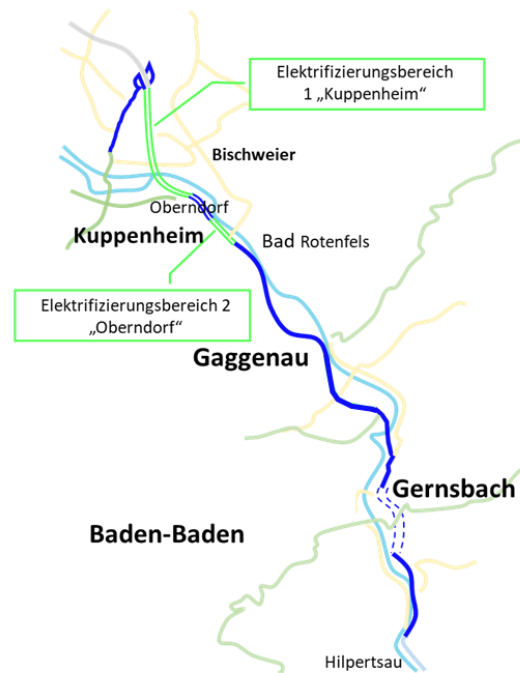 Elektrifizierungsbereich
1 „Kuppenheim“
Bischweier
Oberndorf
Kuppenheim
Bad Rotenfels
Elektrifizierungsbereich 2
„Oberndorf“
Gaggenau
Gernsbach
Baden-Baden
Hilpertsau